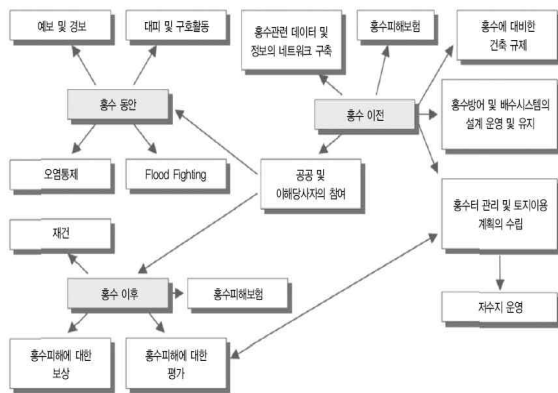 예보 및 경보
대피 및 구호활동
홍수관련 데이터 및
정보의 네트워크 구축
홍수피해보험
홍수에 대비한
건축 규제
홍수 동안
홍수 이전
홍수방어 및 배수시스템의
설계 운영 및 유지
오염통제
Flood Fighting
공공 및
이해당사자의 참여
홍수터 관리 및 토지이용
계획의 수립
재건
홍수 이후
홍수피해보험
저수지 운영
홍수피해에 대한
보상
홍수피해에 대한
평가